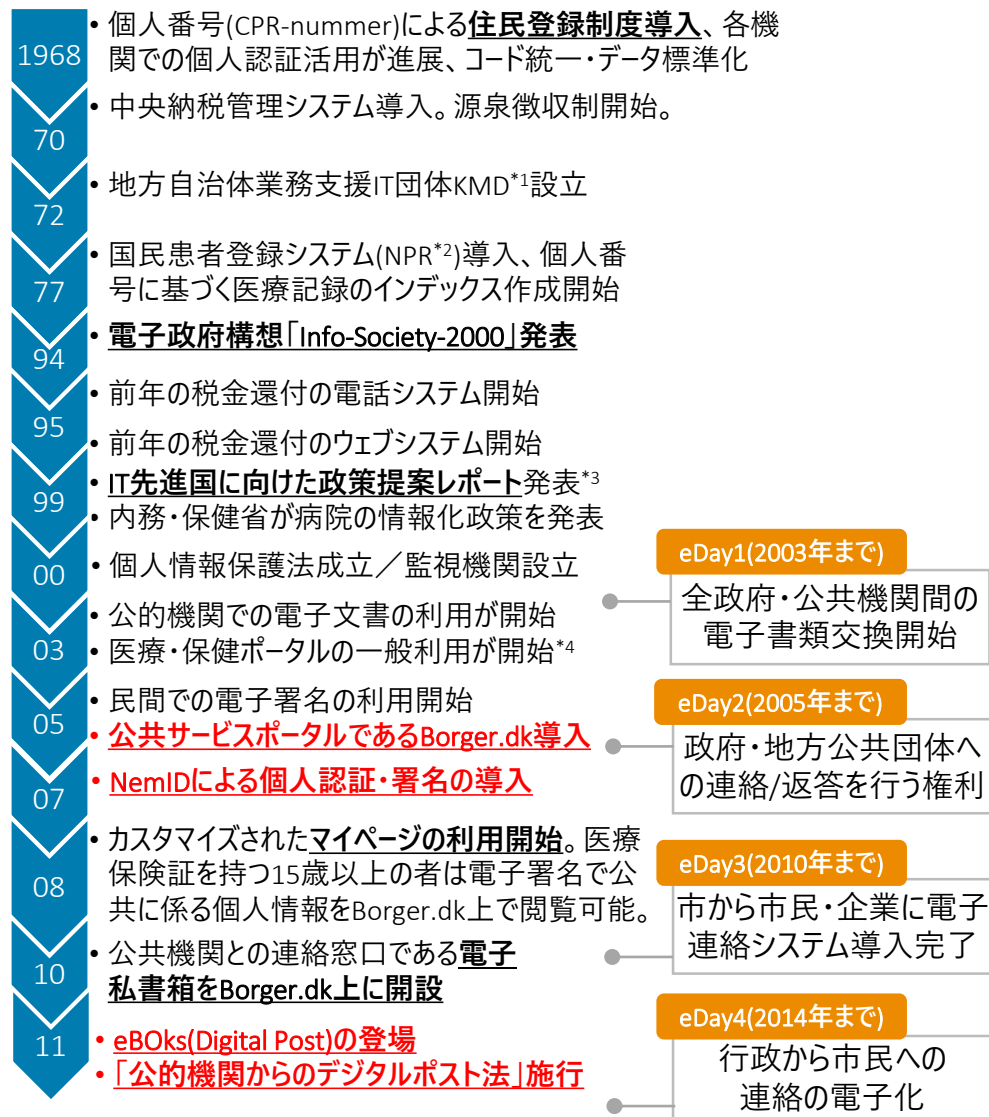 1968
• 個人番号(CPR-nummer)による住民登録制度導入、各機
関での個人認証活用が進展、コード統一・データ標準化
70
• 中央納税管理システム導入。源泉徴収制開始。
72
• 地方自治体業務支援IT団体KMD*1設立
77
• 国民患者登録システム(NPR*2)導入、個人番
号に基づく医療記録のインデックス作成開始
94
• 電子政府構想「Info-Society-2000」発表
95
• 前年の税金還付の電話システム開始
99
• 前年の税金還付のウェブシステム開始
• IT先進国に向けた政策提案レポート発表*3
• 内務・保健省が病院の情報化政策を発表
00
• 個人情報保護法成立／監視機関設立
03
• 公的機関での電子文書の利用が開始
• 医療・保健ポータルの一般利用が開始*4
05
• 民間での電子署名の利用開始
• 公共サービスポータルであるBorger.dk導入
07
• NemIDによる個人認証・署名の導入
08
• カスタマイズされたマイページの利用開始。医療
保険証を持つ15歳以上の者は電子署名で公
共に係る個人情報をBorger.dk上で閲覧可能。
10
• 公共機関との連絡窓口である電子
私書箱をBorger.dk上に開設
11
• eBOks(Digital Post)の登場
• 「公的機関からのデジタルポスト法」施行
eDay1(2003年まで)
全政府・公共機関間の
電子書類交換開始
eDay2(2005年まで)
政府・地方公共団体へ
の連絡/返答を行う権利
eDay3(2010年まで)
市から市民・企業に電子
連絡システム導入完了
eDay4(2014年まで)
行政から市民への
連絡の電子化